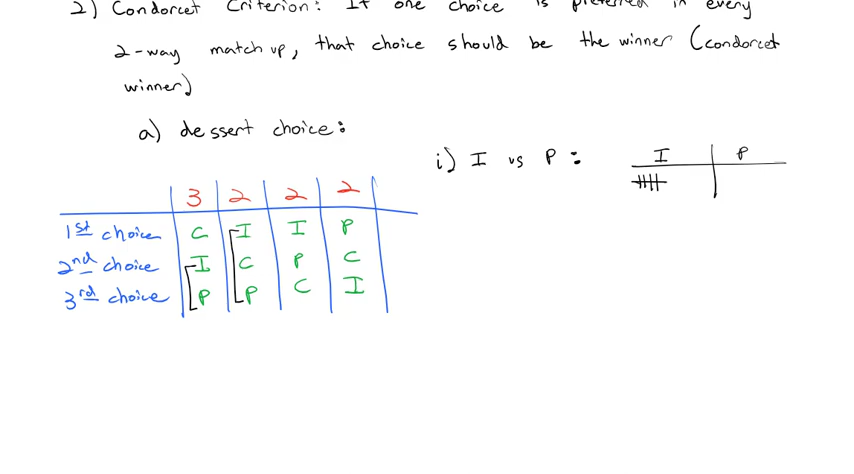 2) Condorcet Criterion: If one choice is preferred in every
2-way match up, that choice should be the winner (condorcet
winner)
a) dessert choice:
i) I vs P:
I P
3 2 2 2
1st choice C I I P
2nd choice I C P C
3rd choice P P C I